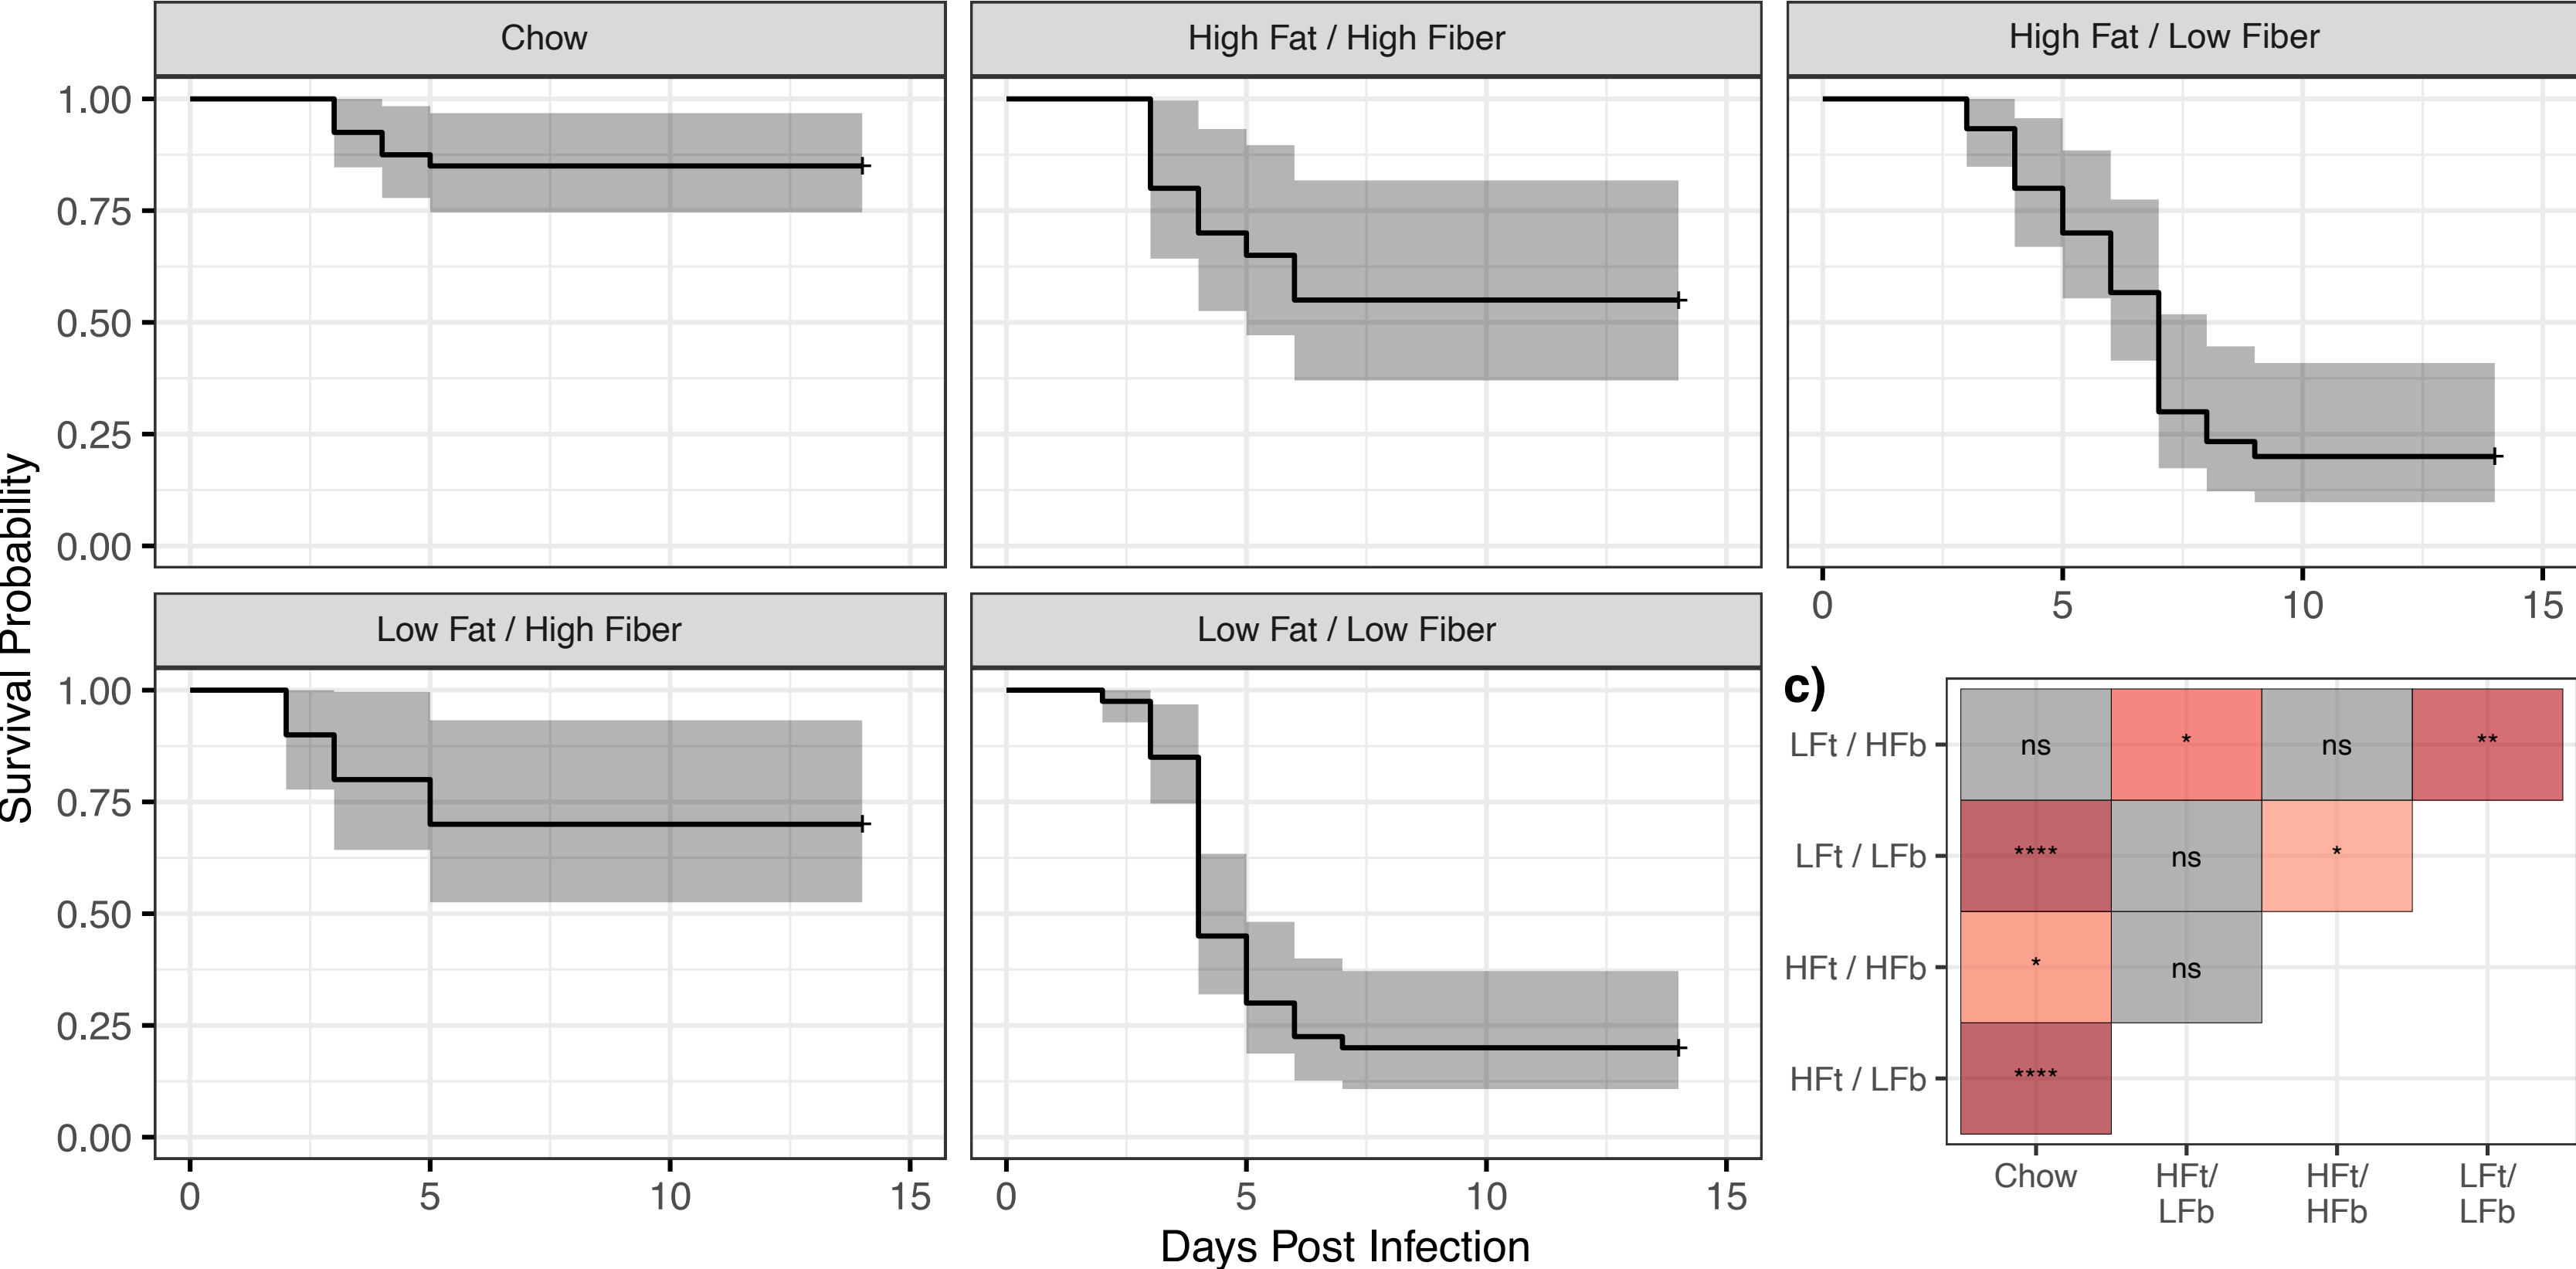 Chow
High Fat / High Fiber
High Fat / Low Fiber
1.00
0.75
0.50
0.25
0.00
0 5 10 15
Survival Probability
Low Fat / High Fiber
Low Fat / Low Fiber
1.00
0.75
0.50
0.25
0.00
0 5 10 15
0 5 10 15
Days Post Infection
c)
LFt / HFb ns * ns **
LFt / LFb **** ns *
HFt / HFb * ns
HFt / LFb ****
Chow HFt/ HFt/ LFt/
LFb HFb LFb